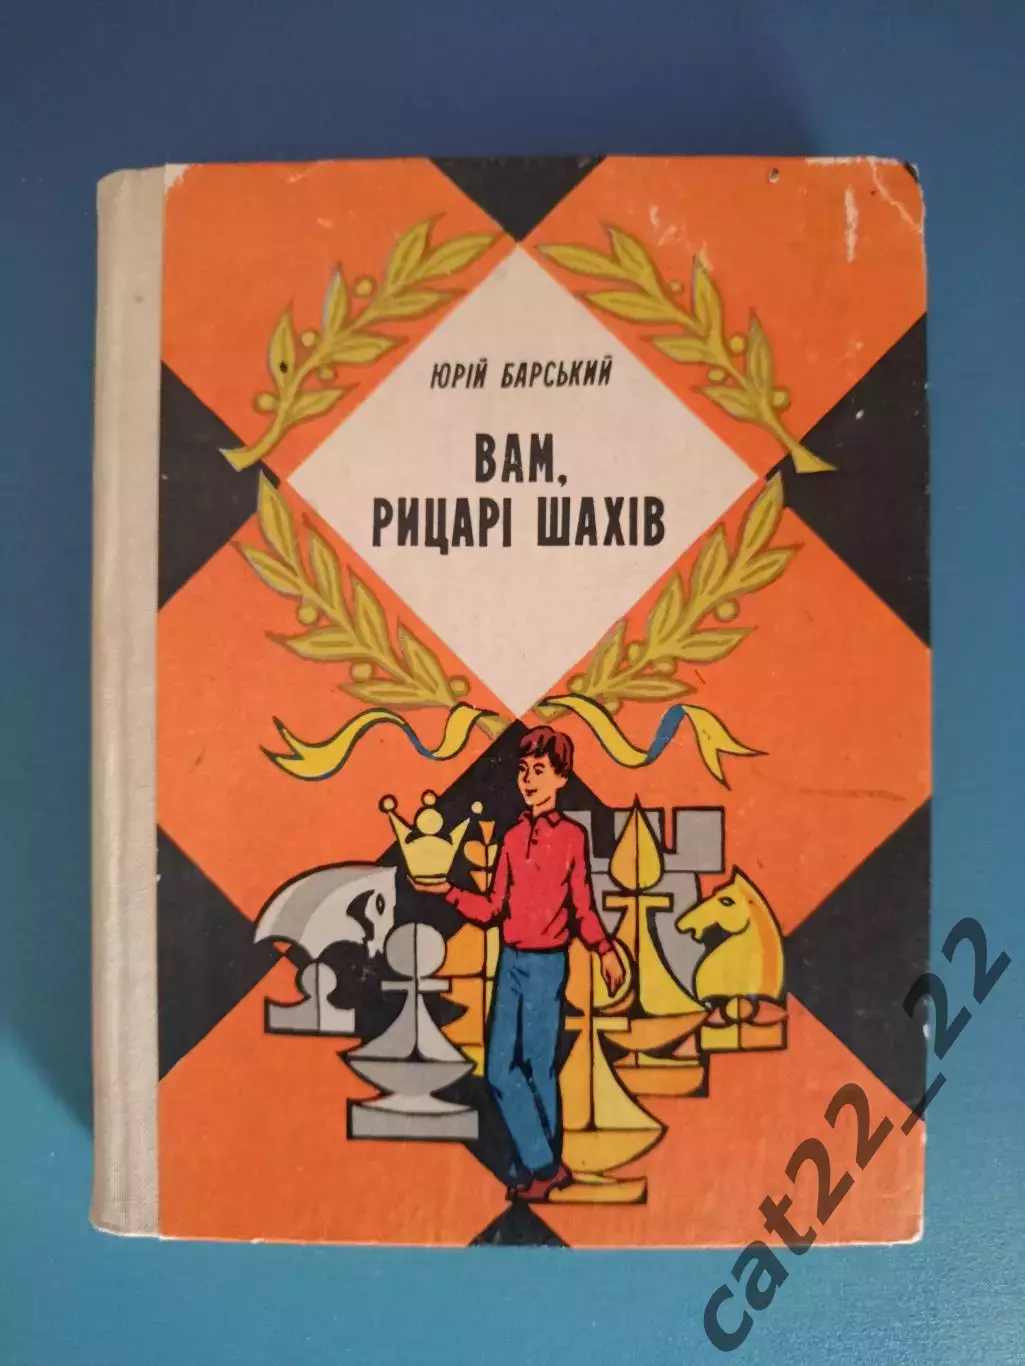 ЮРІЙ БАРСЬКИЙ
ВАМ,
РИЦАРІ ШАХІВ
cat22_22